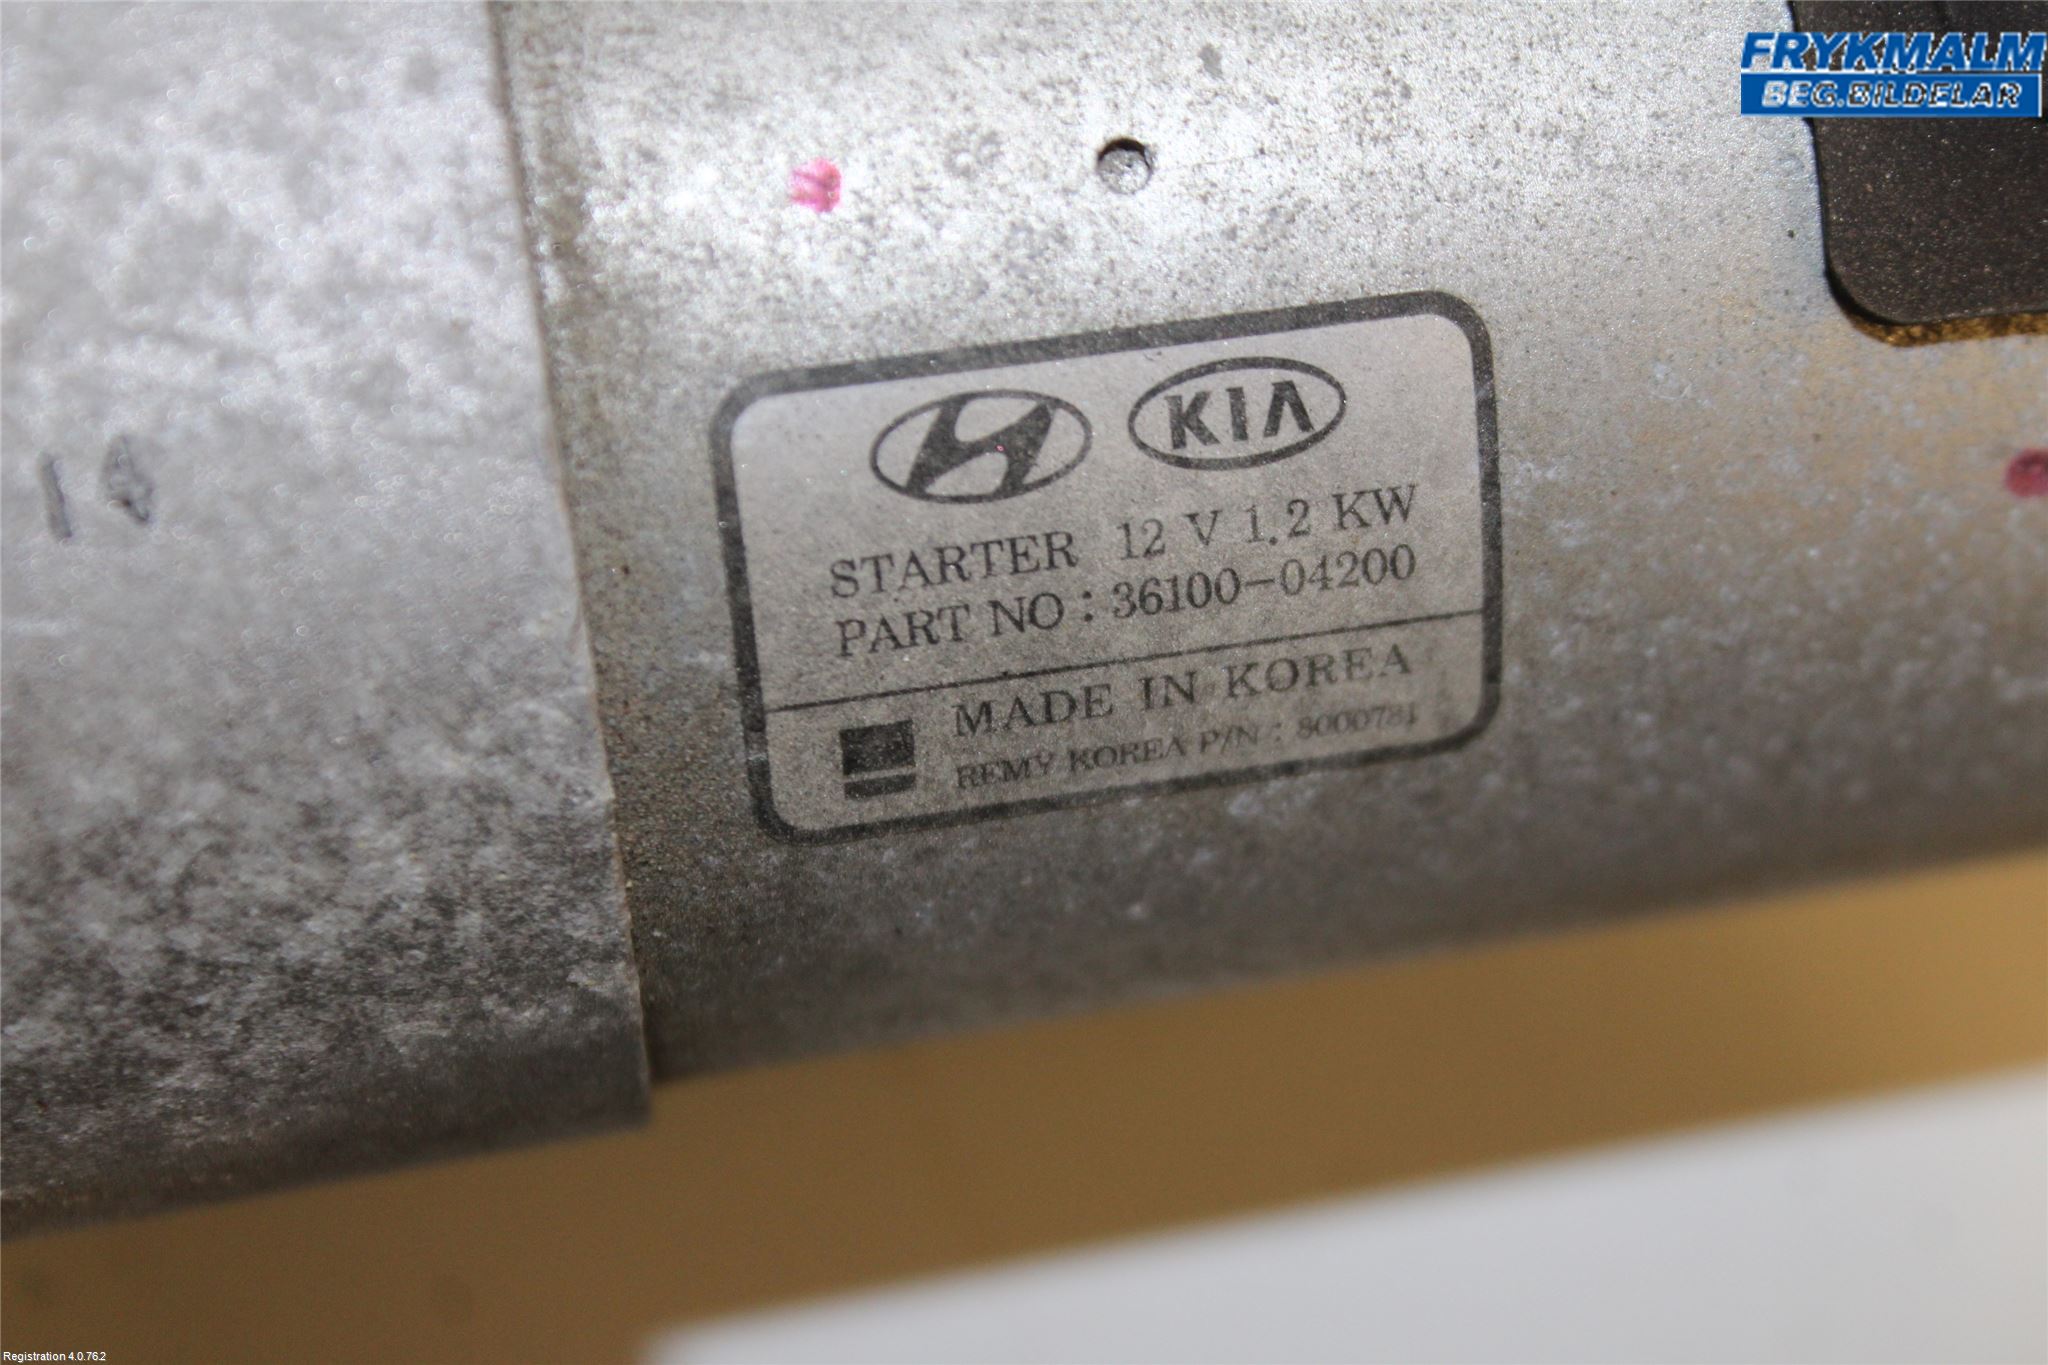 FRYKMALM
BEG.BILDELAR
14
KIA
STARTER 12 V 1.2 KW
PART NO : 36100-04200
MADE IN KOREA
REMY KOREA P/N : 8000781
Registration 4.0.76.2